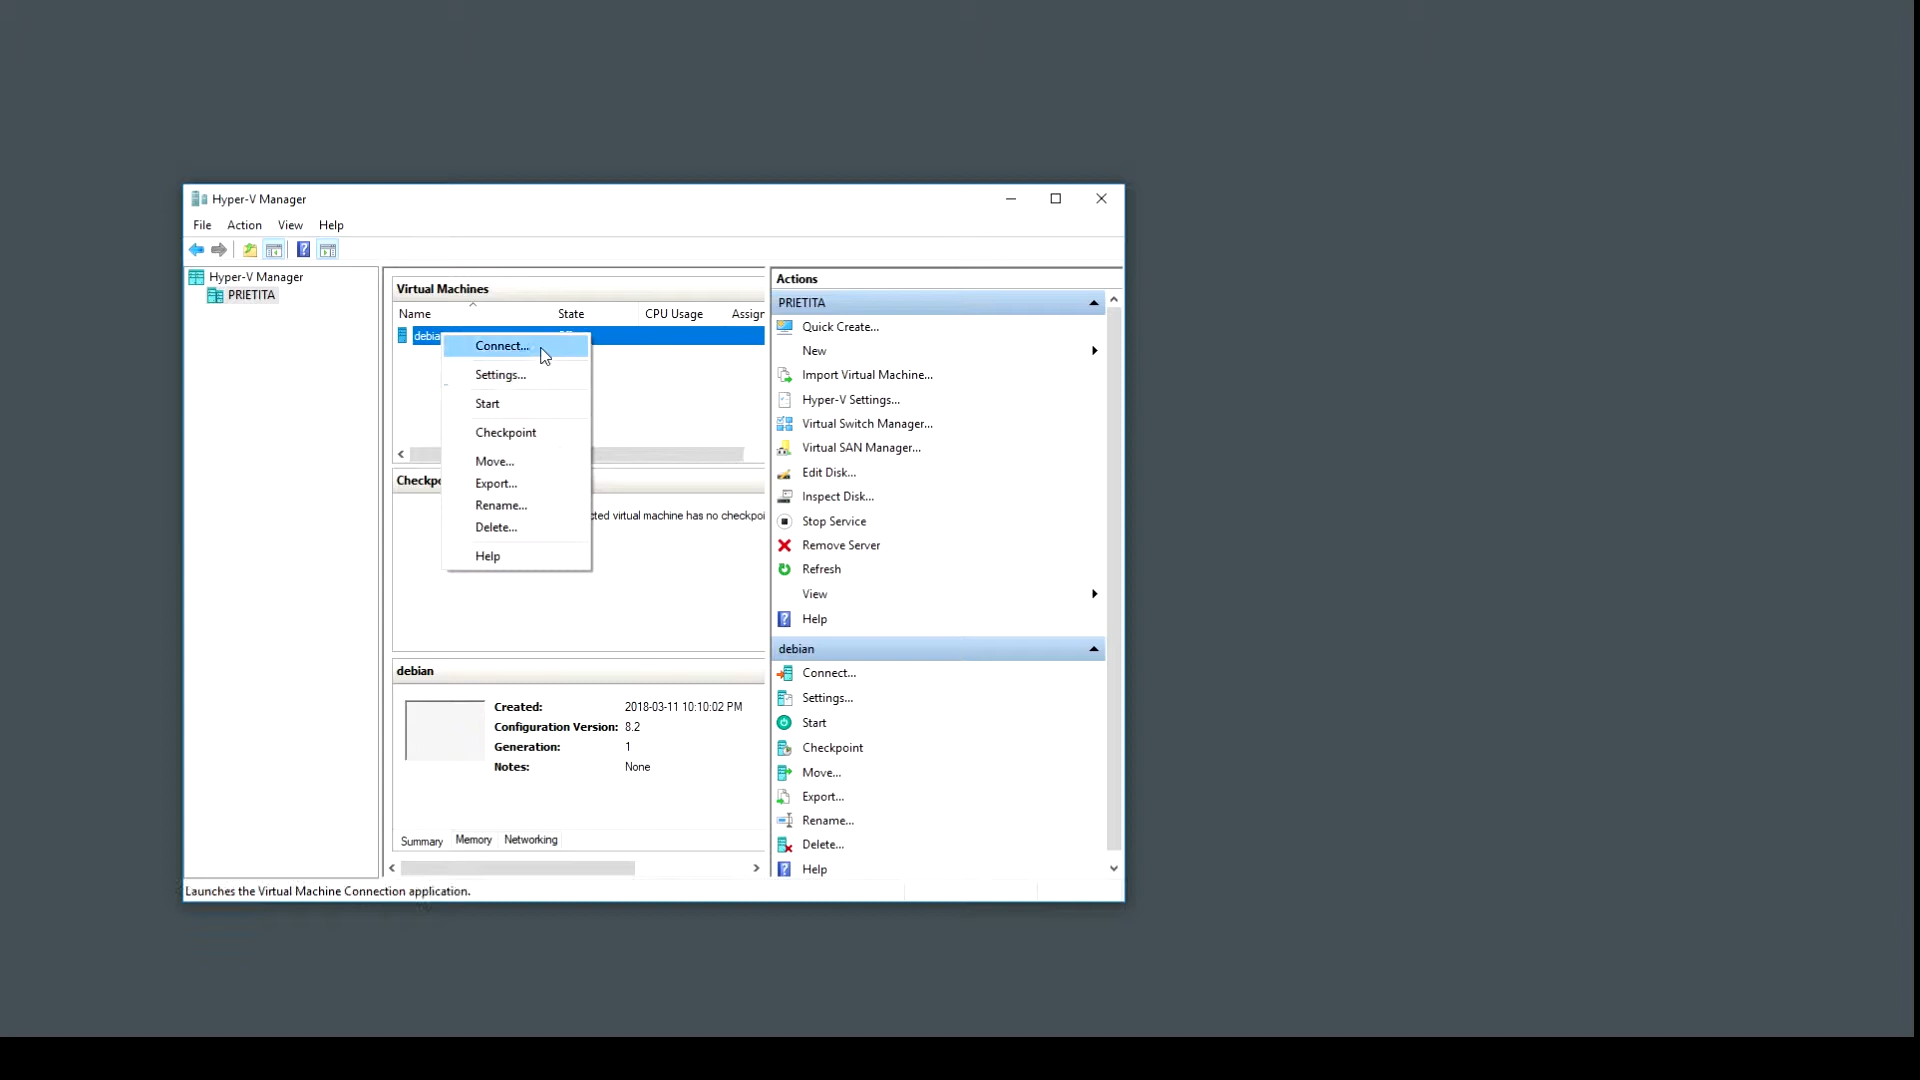 Hyper-V Manager
File Action View Help
Hyper-V Manager
PRIETITA
Virtual Machines
Name State CPU Usage Assigr
debia
Connect...
Settings...
Start
Checkpoint
Move...
Export...
Rename...
Delete...
Help
Checkpo
cted virtual machine has no checkpoi
debian
Created: 2018-03-11 10:10:02 PM
Configuration Version: 8.2
Generation: 1
Notes: None
Summary Memory Networking
Actions
PRIETITA
Quick Create...
New
Import Virtual Machine...
Hyper-V Settings...
Virtual Switch Manager...
Virtual SAN Manager...
Edit Disk...
Inspect Disk...
Stop Service
Remove Server
Refresh
View
Help
debian
Connect...
Settings...
Start
Checkpoint
Move...
Export...
Rename...
Delete...
Help
Launches the Virtual Machine Connection application.